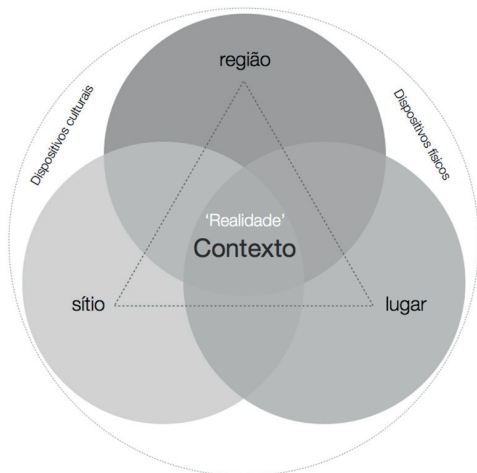 região
Dispositivos culturais
Dispositivos físicos
'Realidade'
Contexto
sítio
lugar